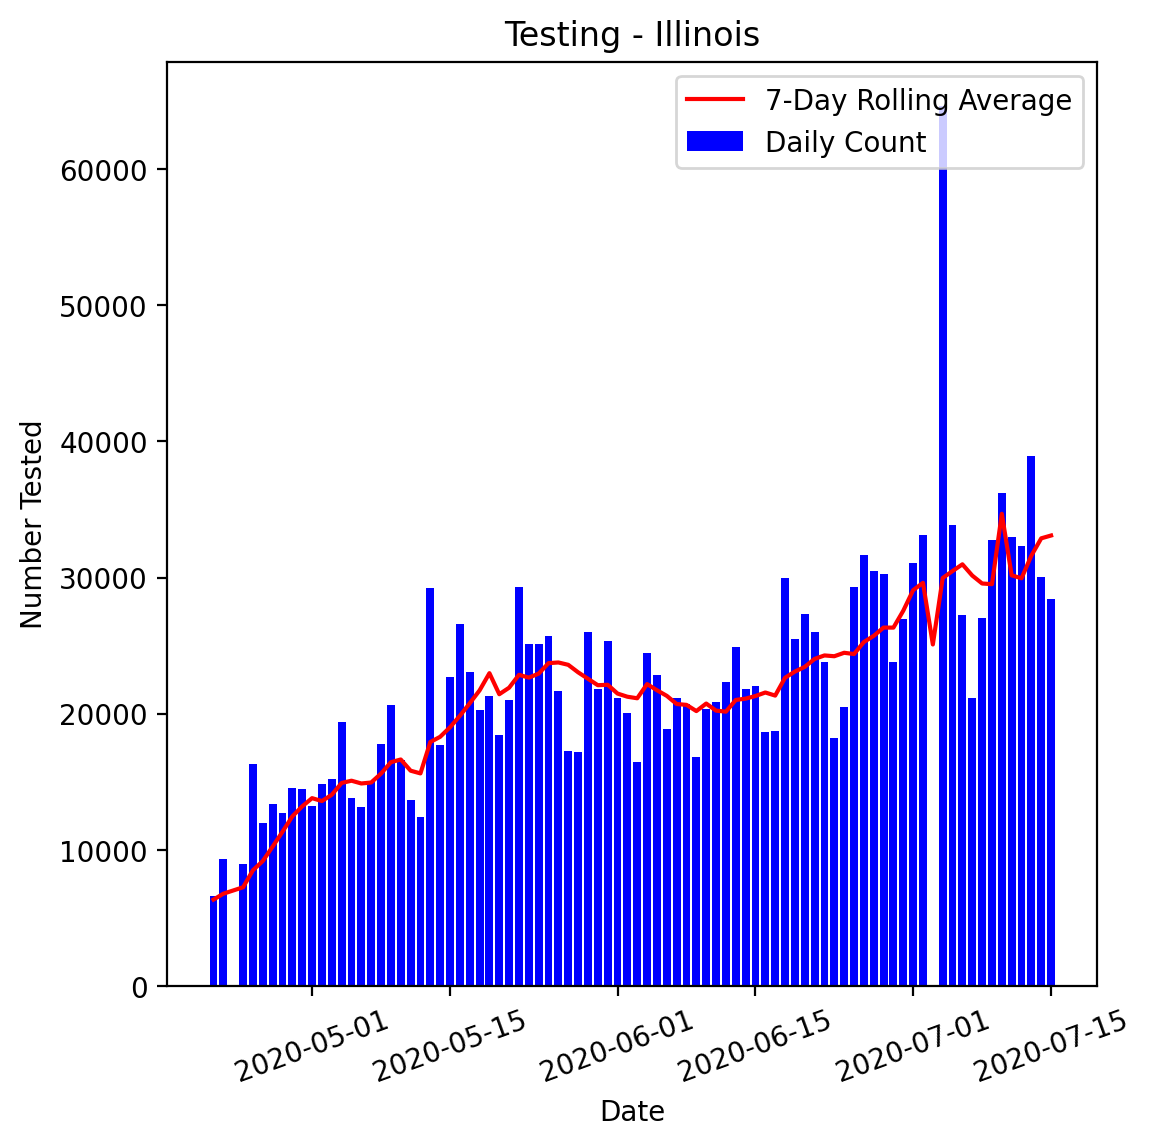 Testing - Illinois
7-Day Rolling Average
Daily Count
60000
50000
40000
30000
20000
10000
0
Number Tested
2020-05-01
2020-05-15
2020-06-01
2020-06-15
2020-07-01
2020-07-15
Date